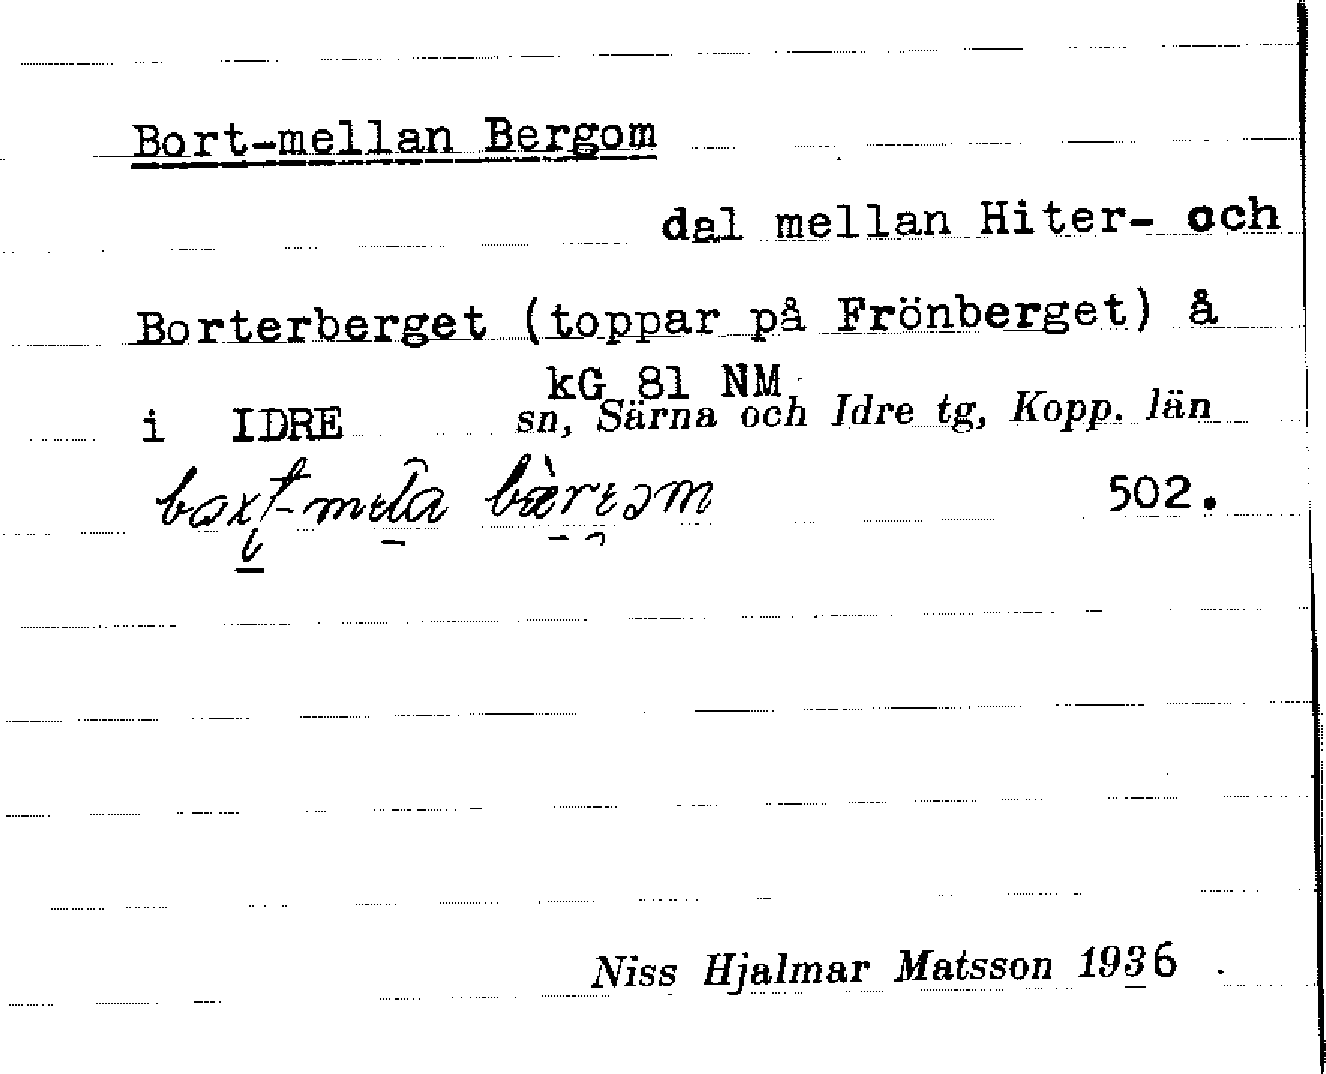 Bort-mellan Bergom
dal mellan Hiter- och
Borterberget (toppar på Frönberget) å
kG 81 NM
i IDRE sn, Särna och Idre tg, Kopp. län
502.
Niss Hjalmar Matsson 1936